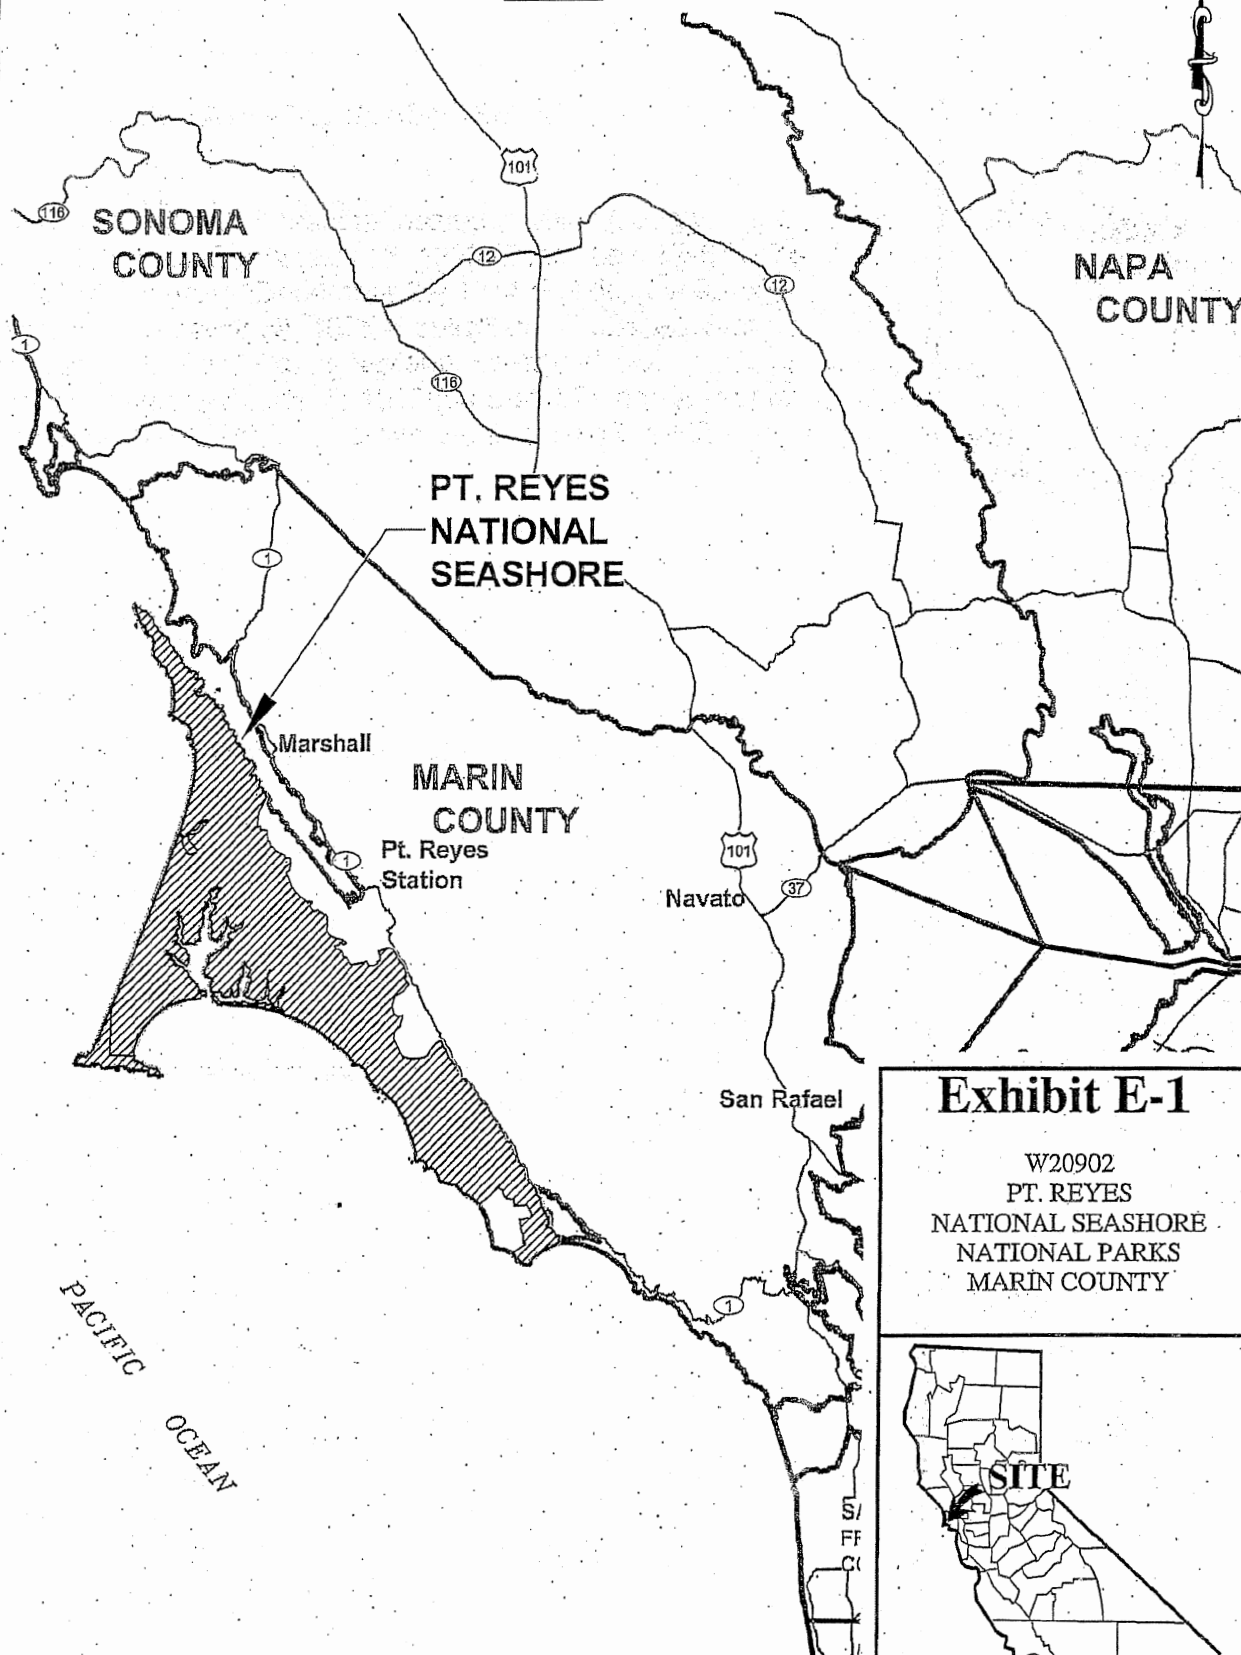 101
116
SONOMA
COUNTY
12
12
NAPA
COUNTY
1
116
PT. REYES
NATIONAL
SEASHORE
1
Marshall
MARIN
COUNTY
Pt. Reyes
Station
1
101
37
Navato
San Rafael
1
PACIFIC
OCEAN
Exhibit E-1
W20902
PT. REYES
NATIONAL SEASHORE
NATIONAL PARKS
MARIN COUNTY
SITE